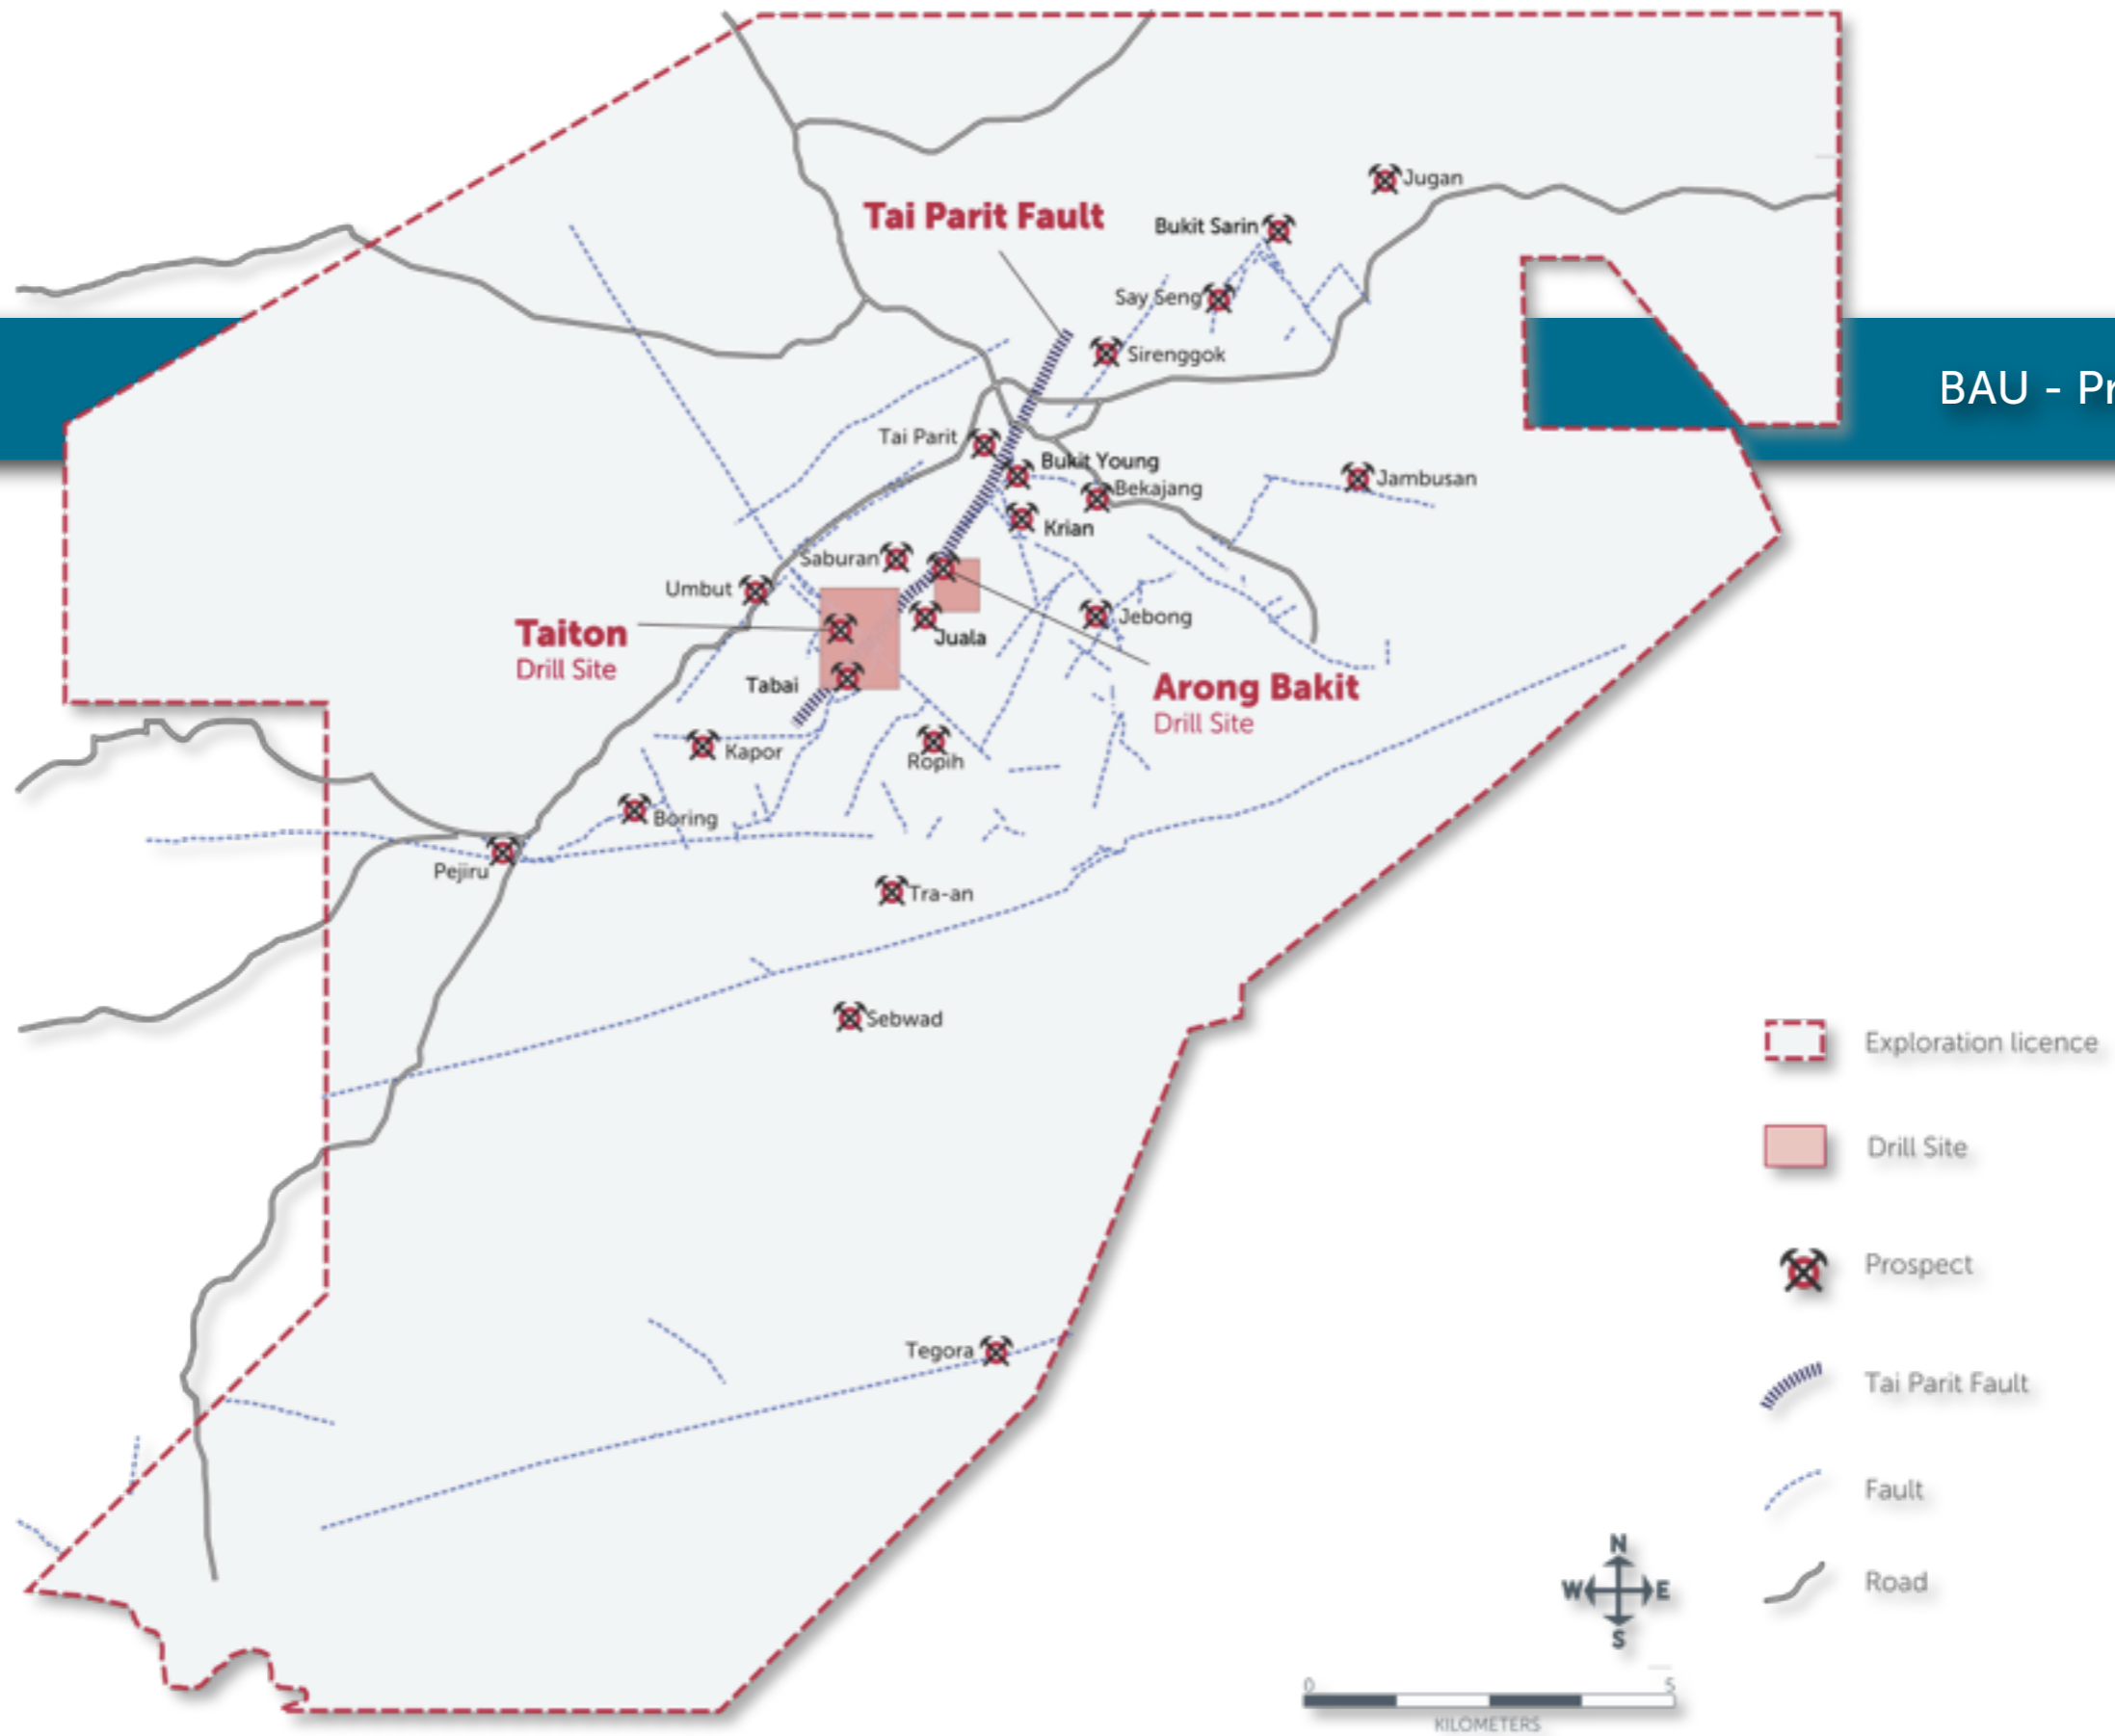 Jugan
Tai Parit Fault
Bukit Sarin
Say Seng
Sirenggok
BAU - Pr
Tai Parit
Bukit Young
Bekajang
Jambusan
Krian
Saburan
Umbut
Jebong
Taiton
Drill Site
Juala
Tabai
Arong Bakit
Drill Site
Kapor
Ropih
Boring
Pejiru
Tra-an
Sebwad
Exploration licence
Drill Site
Prospect
Tegora
Tai Parit Fault
Fault
N
W E
S
Road
0 5
KILOMETERS